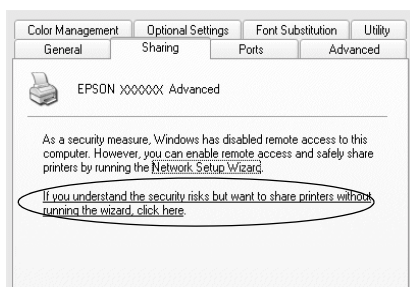 Color Management Optional Settings Font Substitution Utility
General Sharing Ports Advanced
EPSON XXXXXX Advanced
As a security measure, Windows has disabled remote access to this
computer. However, you can enable remote access and safely share
printers by running the Network Setup Wizard.
If you understand the security risks but want to share printers without
running the wizard, click here.